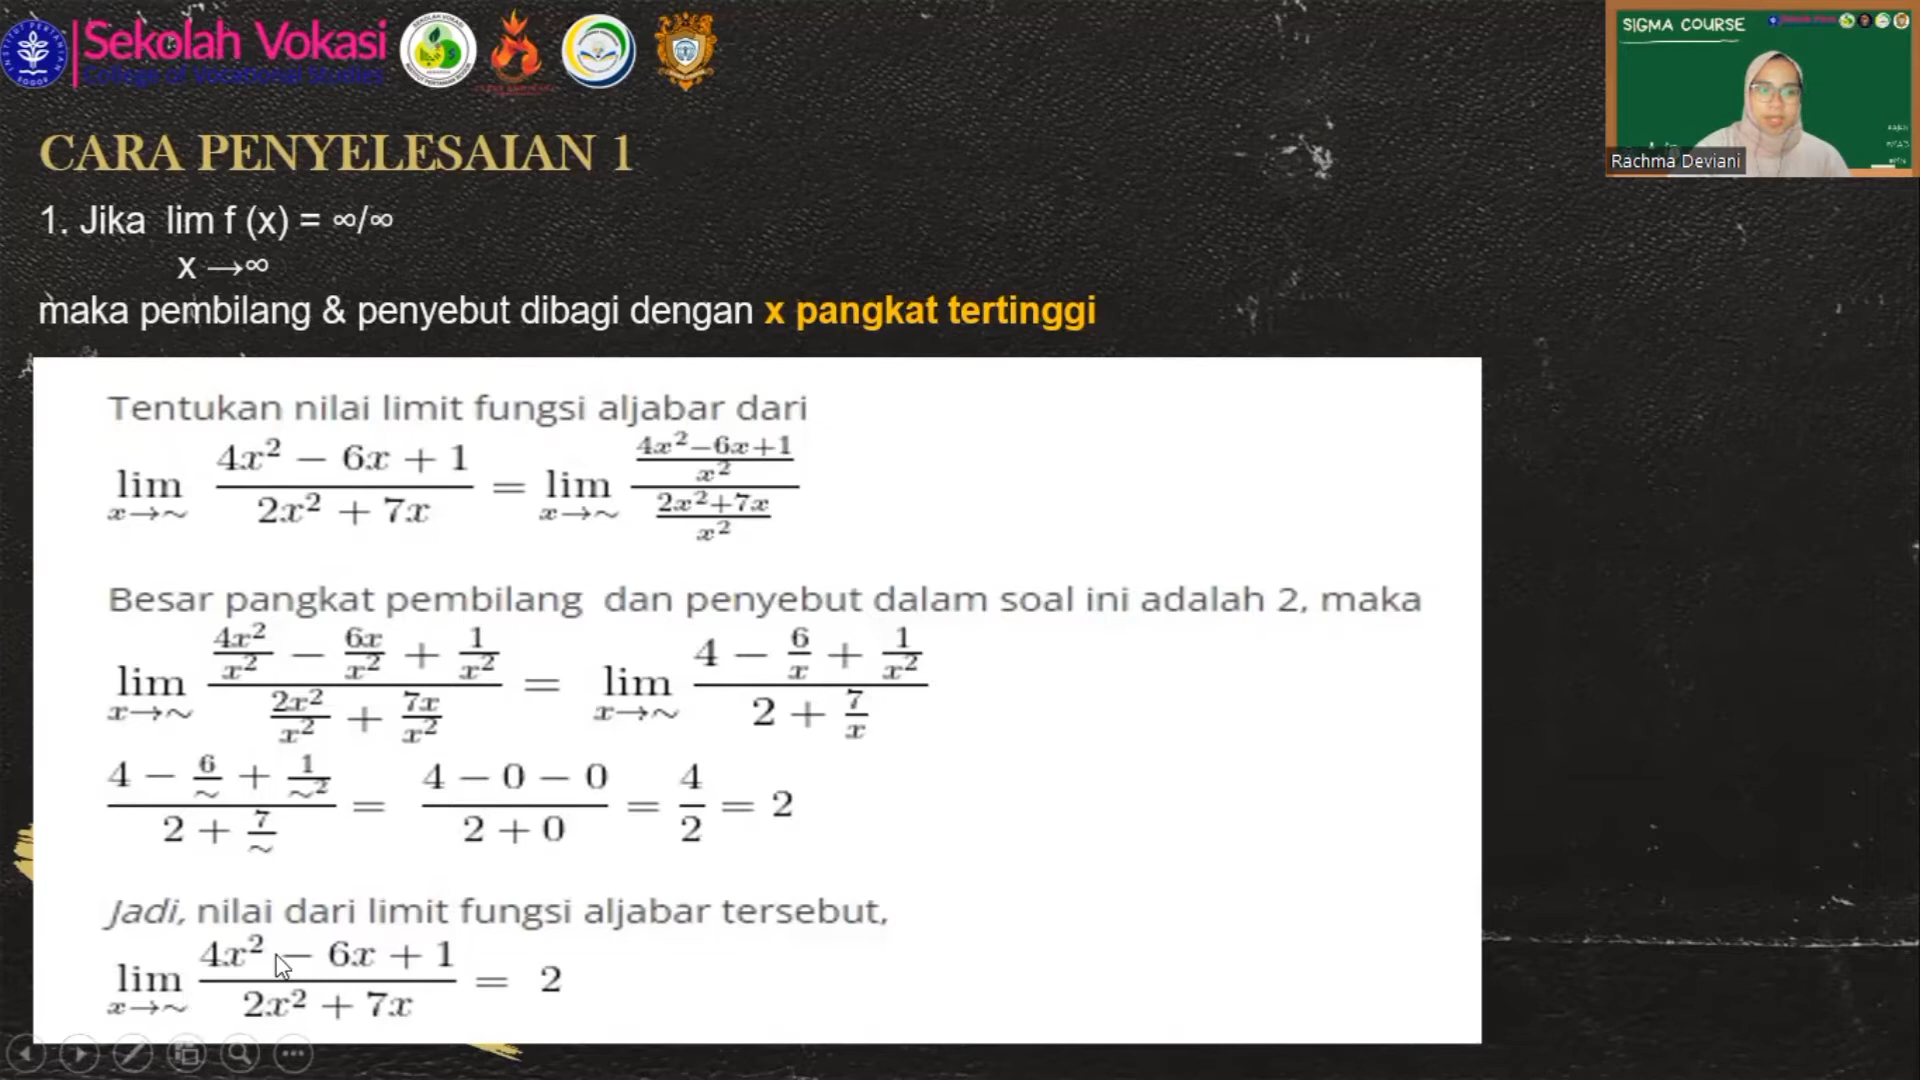 Sekolah Vokasi
College of Vocational Studies
SIGMA COURSE
Rachma Deviani
CARA PENYELESAIAN 1
1. Jika lim f (x) = ∞/∞
x →∞
maka pembilang & penyebut dibagi dengan x pangkat tertinggi
Tentukan nilai limit fungsi aljabar dari
lim x→∼ (4x² − 6x + 1)/(2x² + 7x) = lim x→∼ ((4x²−6x+1)/x²)/((2x²+7x)/x²)
Besar pangkat pembilang dan penyebut dalam soal ini adalah 2, maka
lim x→∼ (4x²/x² − 6x/x² + 1/x²)/(2x²/x² + 7x/x²) = lim x→∼ (4 − 6/x + 1/x²)/(2 + 7/x)
(4 − 6/∼ + 1/∼²)/(2 + 7/∼) = (4 − 0 − 0)/(2 + 0) = 4/2 = 2
Jadi, nilai dari limit fungsi aljabar tersebut,
lim x→∼ (4x² − 6x + 1)/(2x² + 7x) = 2